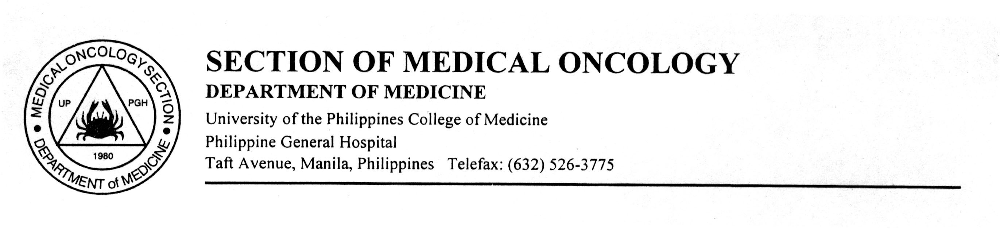 MEDICAL ONCOLOGY SECTION
UP
PGH
1980
• DEPARTMENT of MEDICINE •
SECTION OF MEDICAL ONCOLOGY
DEPARTMENT OF MEDICINE
University of the Philippines College of Medicine
Philippine General Hospital
Taft Avenue, Manila, Philippines Telefax: (632) 526-3775